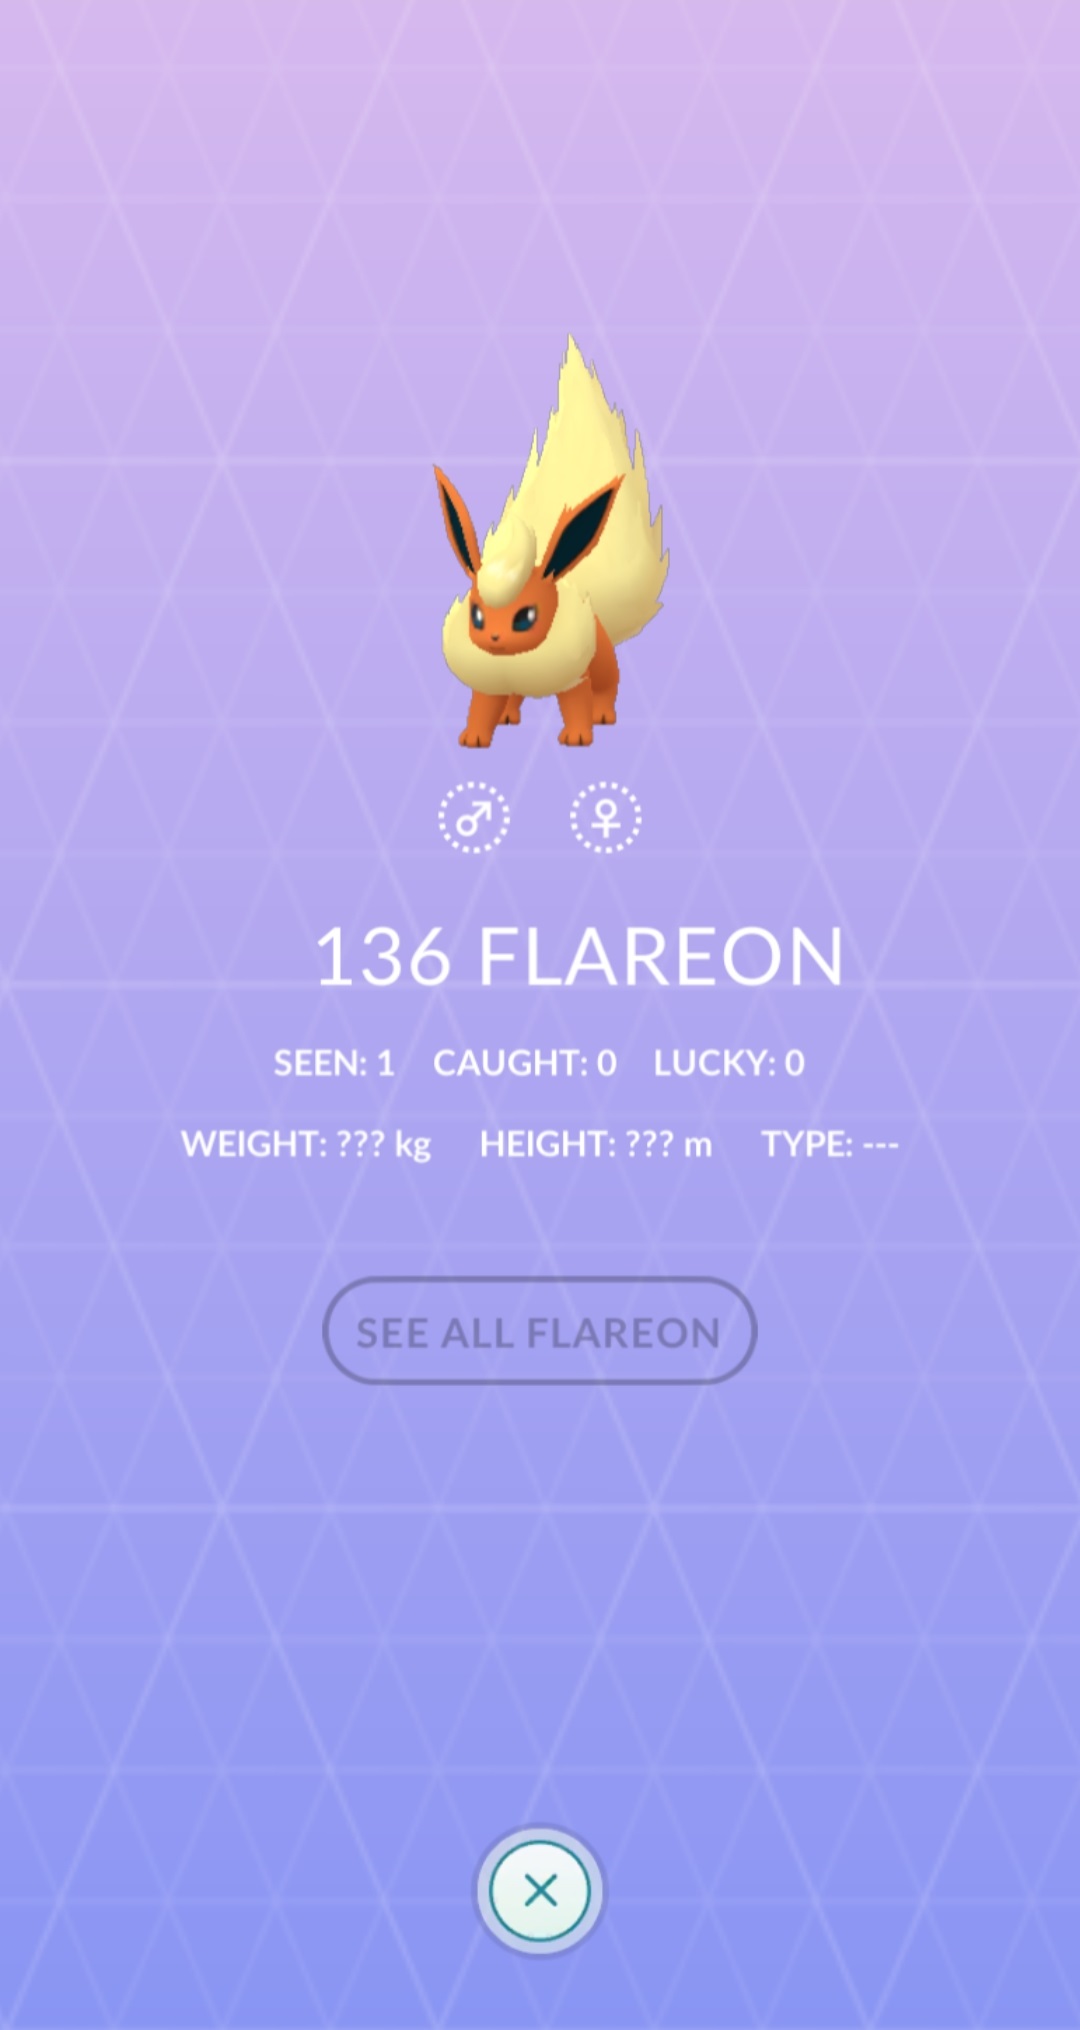 ♂ ♀
136 FLAREON
SEEN: 1 CAUGHT: 0 LUCKY: 0
WEIGHT: ??? kg HEIGHT: ??? m TYPE: ---
SEE ALL FLAREON